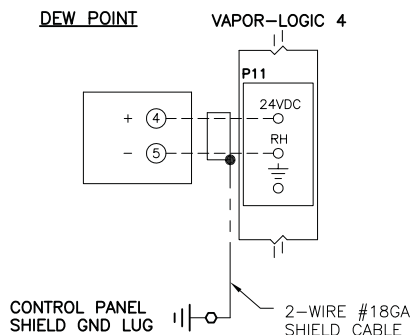 DEW POINT
VAPOR-LOGIC 4
P11
24VDC
+ 4
RH
- 5
CONTROL PANEL
SHIELD GND LUG
2-WIRE #18GA
SHIELD CABLE